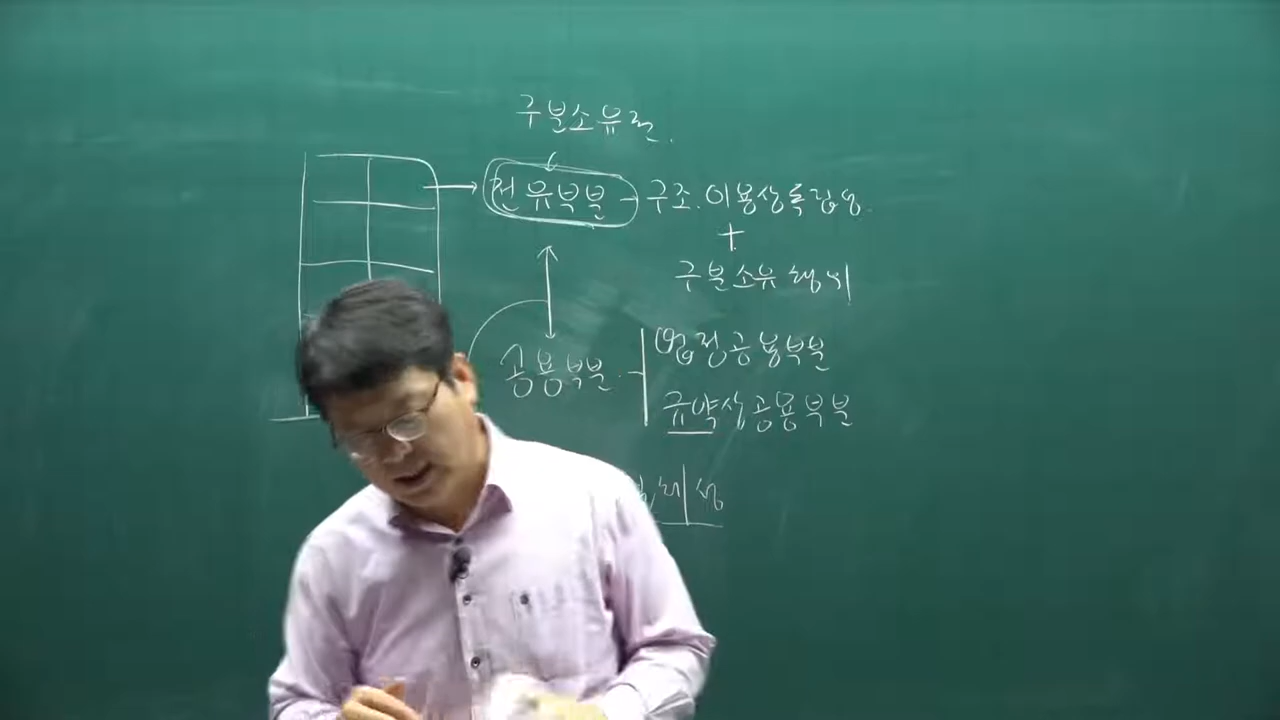 구분소유권.
전유부분 - 구조.이용상독립성.
+
구분소유행위
공용부분 - 법정공용부분
규약상공용부분